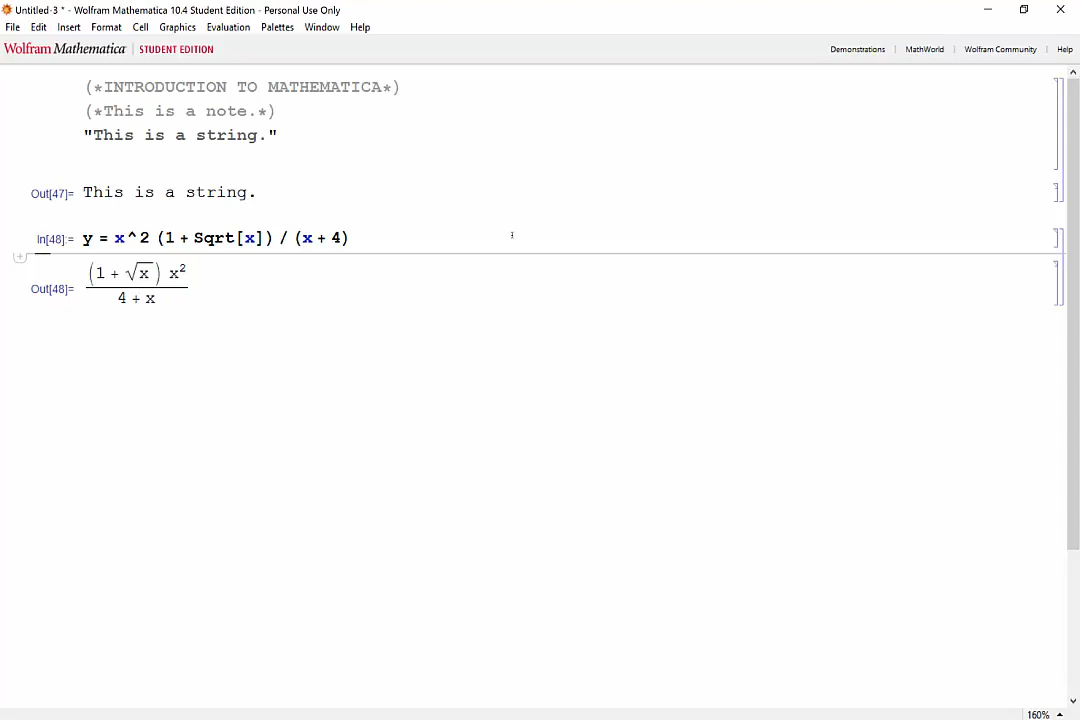 Untitled-3 * - Wolfram Mathematica 10.4 Student Edition - Personal Use Only
File Edit Insert Format Cell Graphics Evaluation Palettes Window Help
Wolfram Mathematica | STUDENT EDITION Demonstrations | MathWorld | Wolfram Community | Help
(*INTRODUCTION TO MATHEMATICA*)
(*This is a note.*)
"This is a string."
Out[47]= This is a string.
In[48]:= y = x^2 (1 + Sqrt[x]) / (x + 4)
(1 + √x) x²
Out[48]=
4 + x
160%